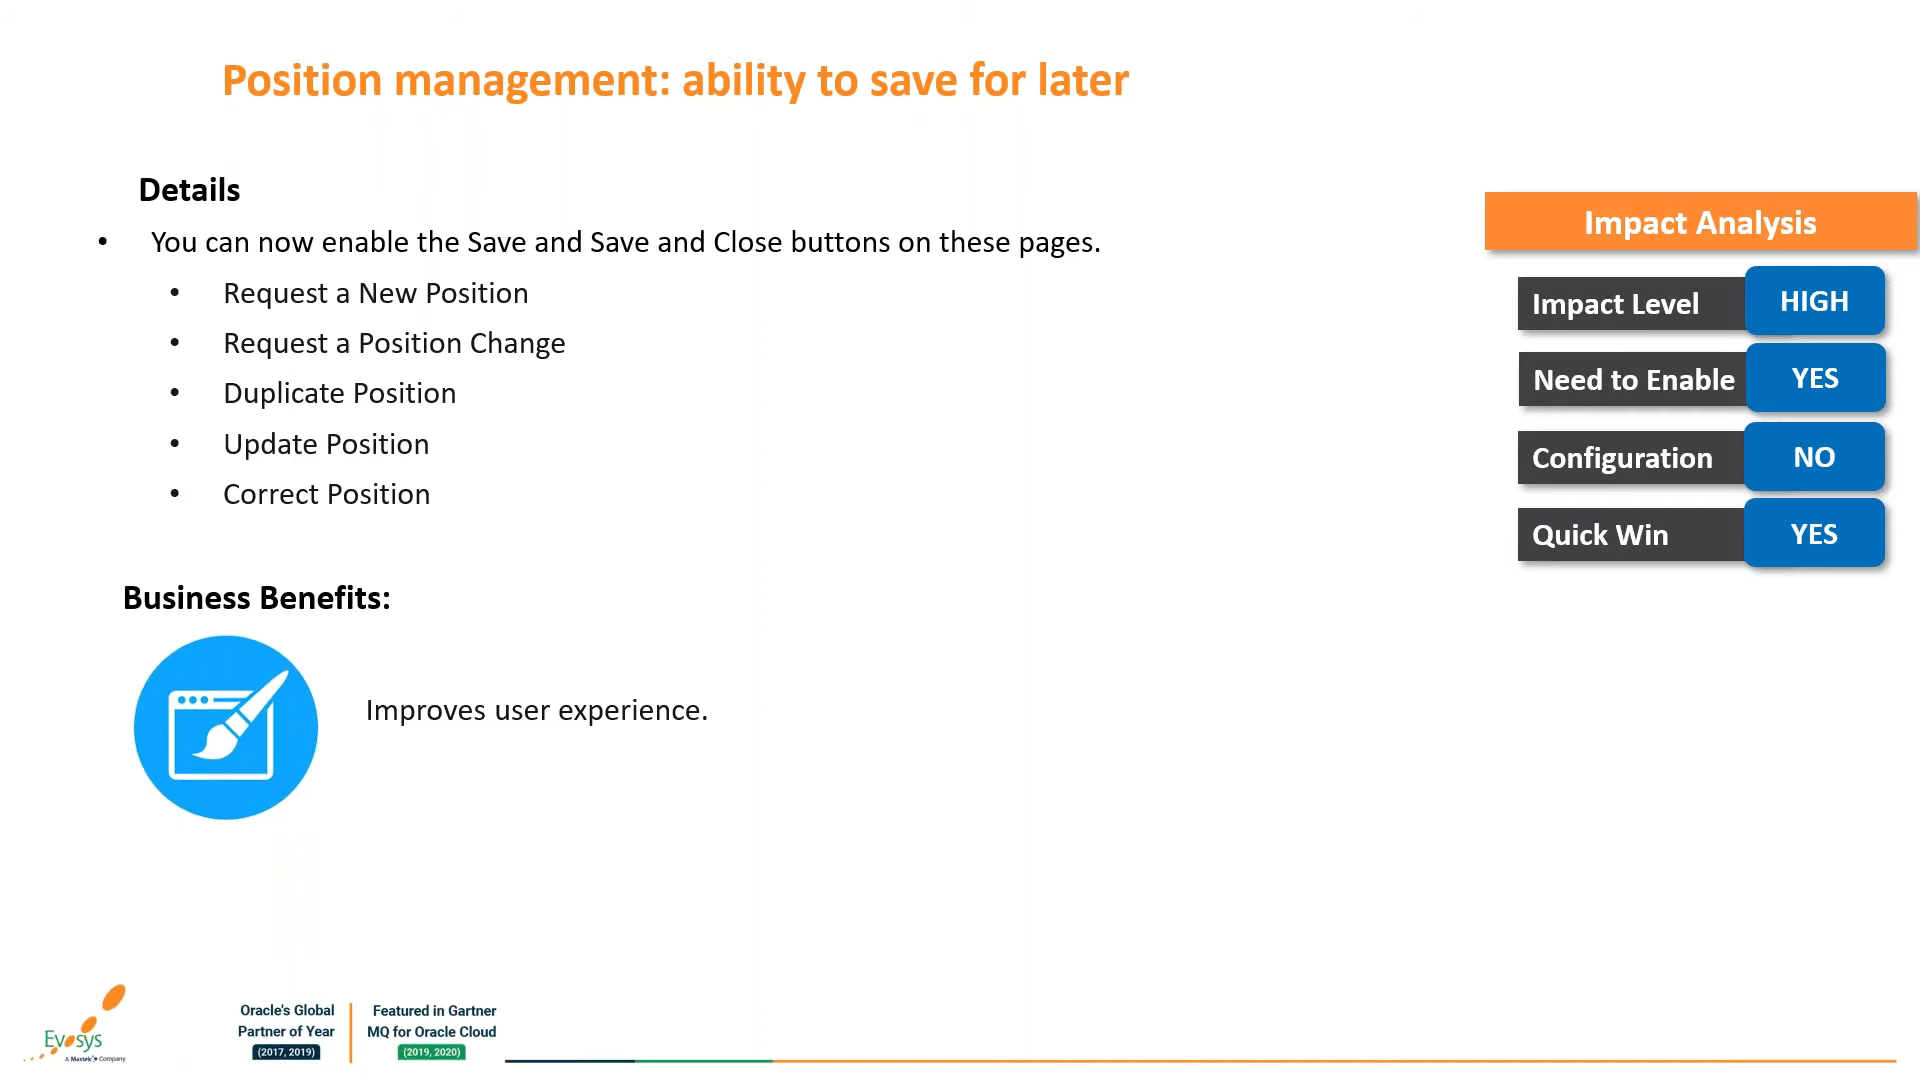 Position management: ability to save for later
Details
• You can now enable the Save and Save and Close buttons on these pages.
• Request a New Position
• Request a Position Change
• Duplicate Position
• Update Position
• Correct Position
Business Benefits:
Improves user experience.
Impact Analysis
Impact Level HIGH
Need to Enable YES
Configuration NO
Quick Win YES
Evosys
A Mastek Company
Oracle's Global
Partner of Year
(2017, 2019)
Featured in Gartner
MQ for Oracle Cloud
(2019, 2020)